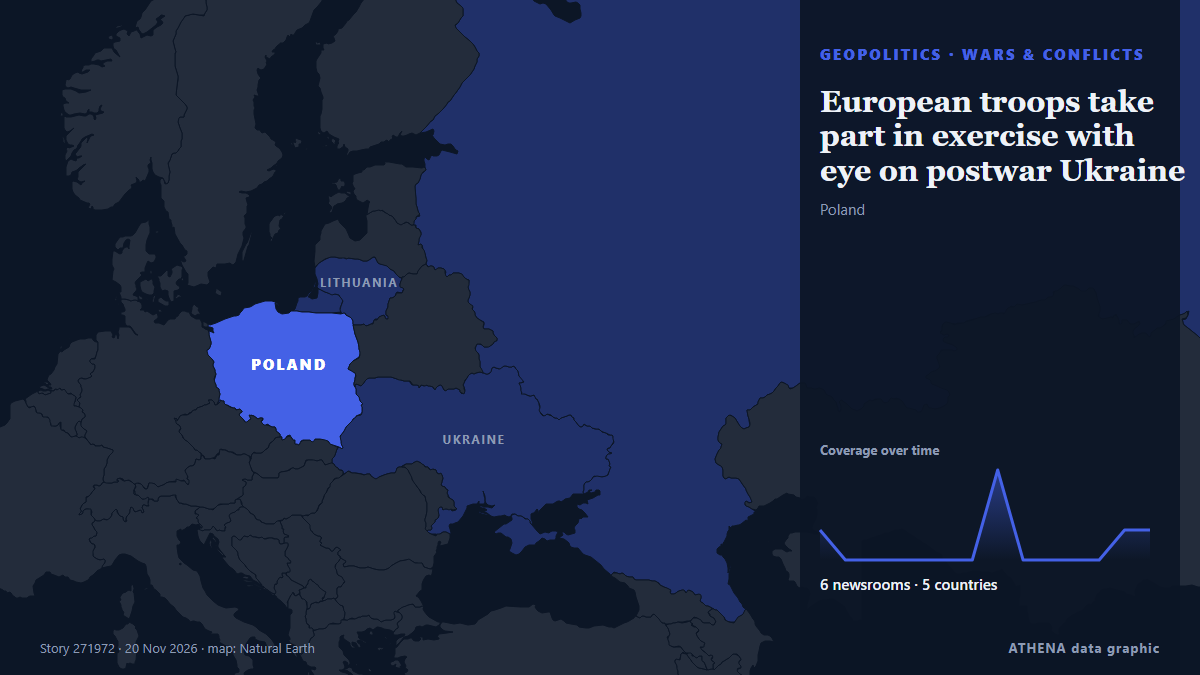 GEOPOLITICS · WARS & CONFLICTS
European troops take
part in exercise with
eye on postwar Ukraine
Poland
LITHUANIA
POLAND
UKRAINE
Coverage over time
6 newsrooms · 5 countries
Story 271972 · 20 Nov 2026 · map: Natural Earth
ATHENA data graphic